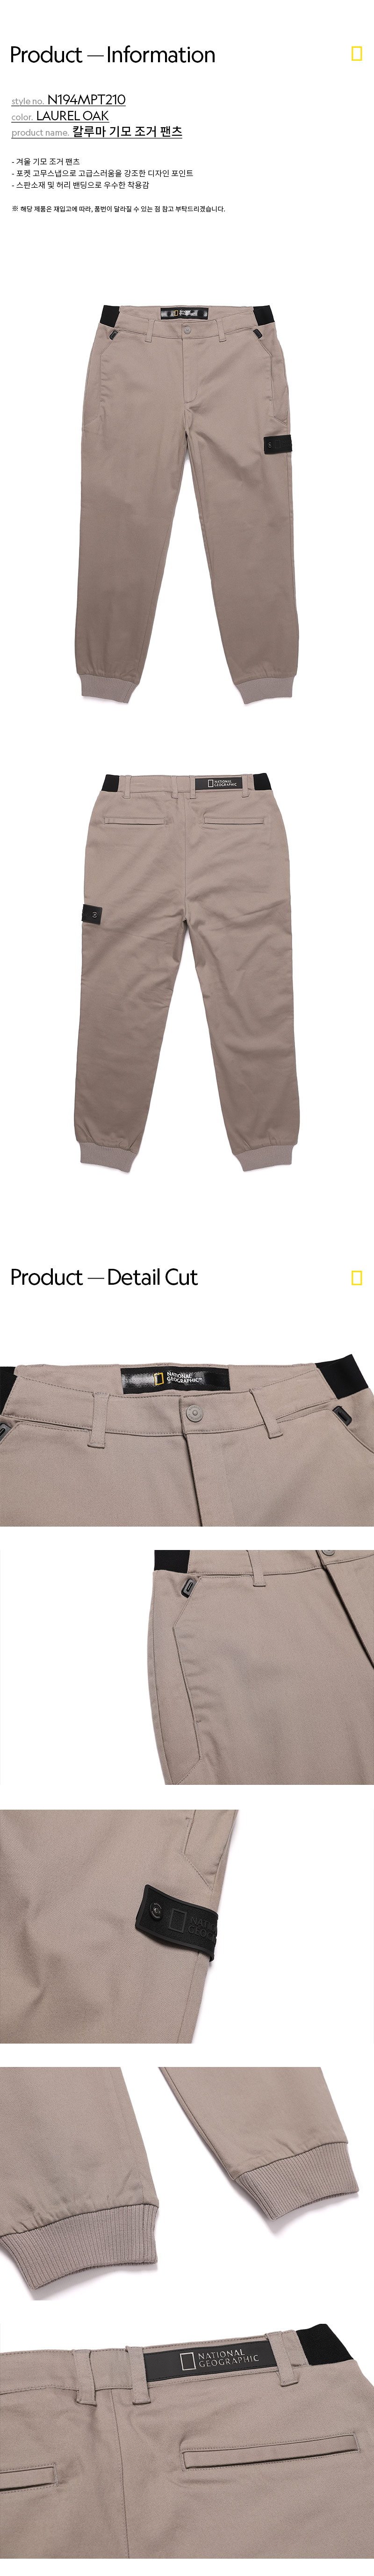 Product — Information
style no. N194MPT210
color. LAUREL OAK
product name. 칼루마 기모 조거 팬츠
- 겨울 기모 조거 팬츠
- 포켓 고무스냅으로 고급스러움을 강조한 디자인 포인트
- 스판소재 및 허리 밴딩으로 우수한 착용감
※ 해당 제품은 재입고에 따라, 품번이 달라질 수 있는 점 참고 부탁드리겠습니다.
NATIONAL
GEOGRAPHIC
Product — Detail Cut
NATIONAL
GEOGRAPHIC
NATIONAL
GEOGRAPHIC